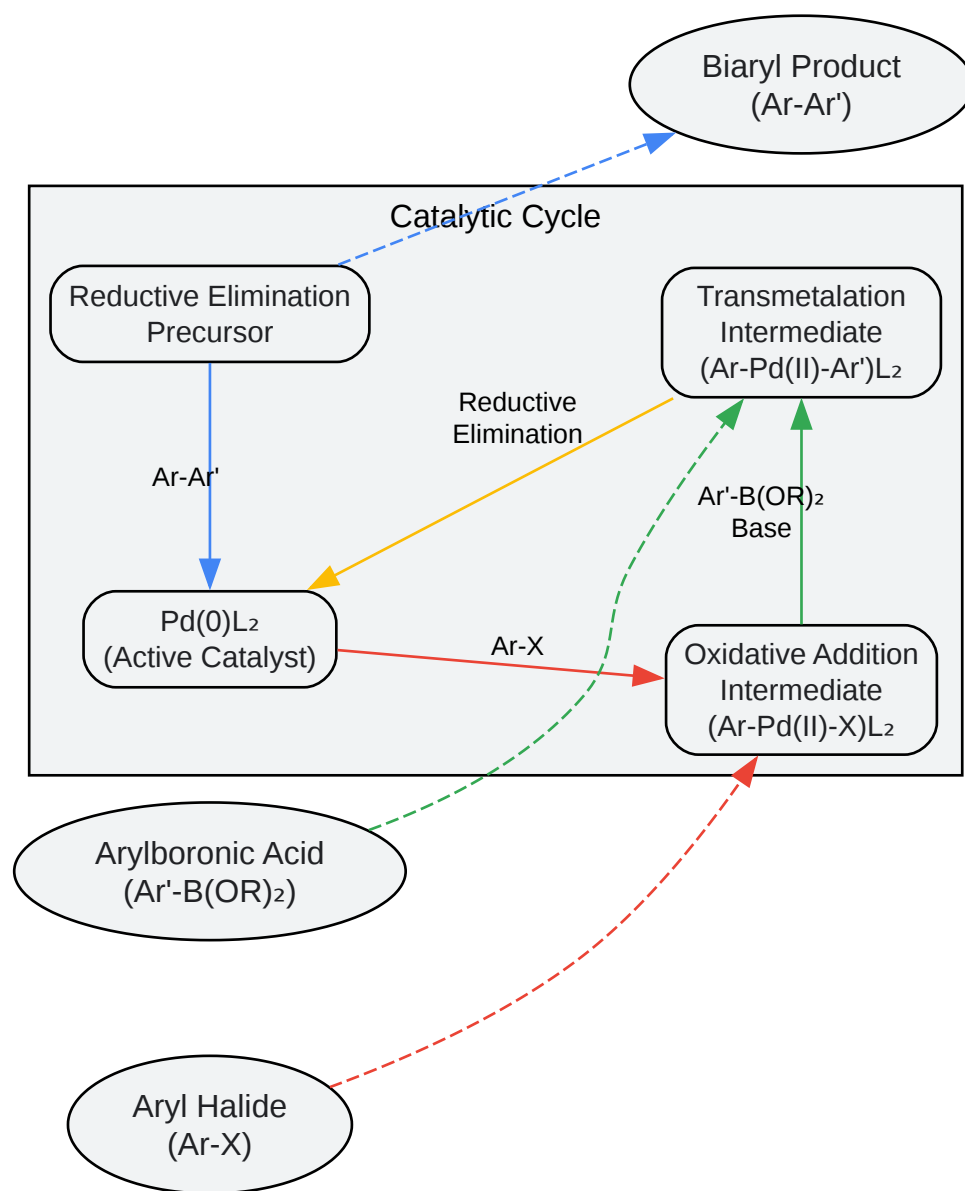 Biaryl Product
(Ar-Ar')
Catalytic Cycle
Reductive Elimination
Precursor
Transmetalation
Intermediate
(Ar-Pd(II)-Ar')L₂
Reductive
Elimination
Ar-Ar'
Ar'-B(OR)₂
Base
Pd(0)L₂
(Active Catalyst)
Ar-X
Oxidative Addition
Intermediate
(Ar-Pd(II)-X)L₂
Arylboronic Acid
(Ar'-B(OR)₂)
Aryl Halide
(Ar-X)